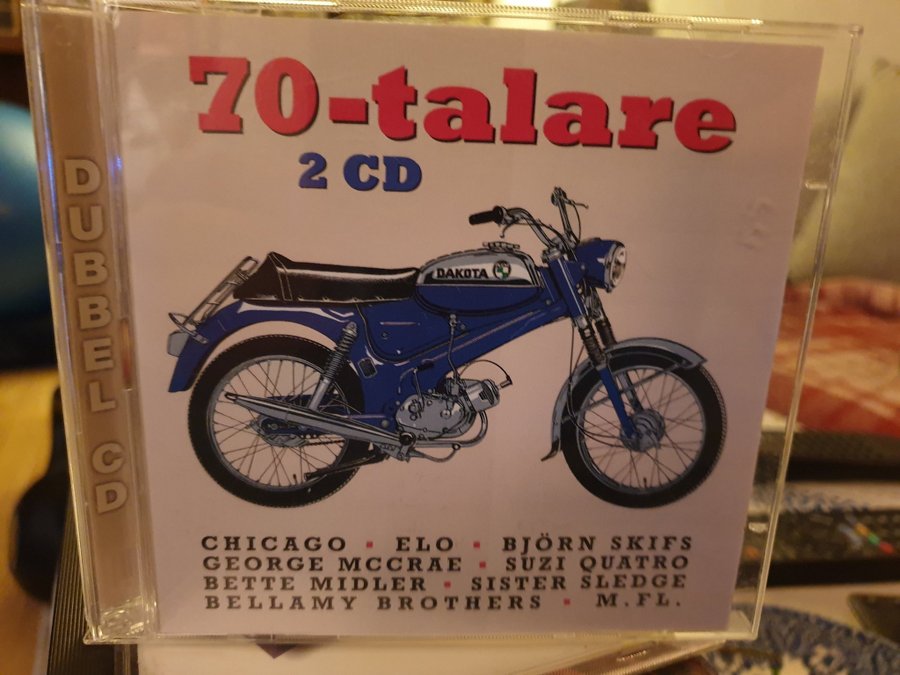 70-talare
2 CD
DUBBEL CD
DAKOTA
CHICAGO ▪ ELO ▪ BJÖRN SKIFS
GEORGE MCCRAE ▪ SUZI QUATRO
BETTE MIDLER ▪ SISTER SLEDGE
BELLAMY BROTHERS ▪ M.FL.